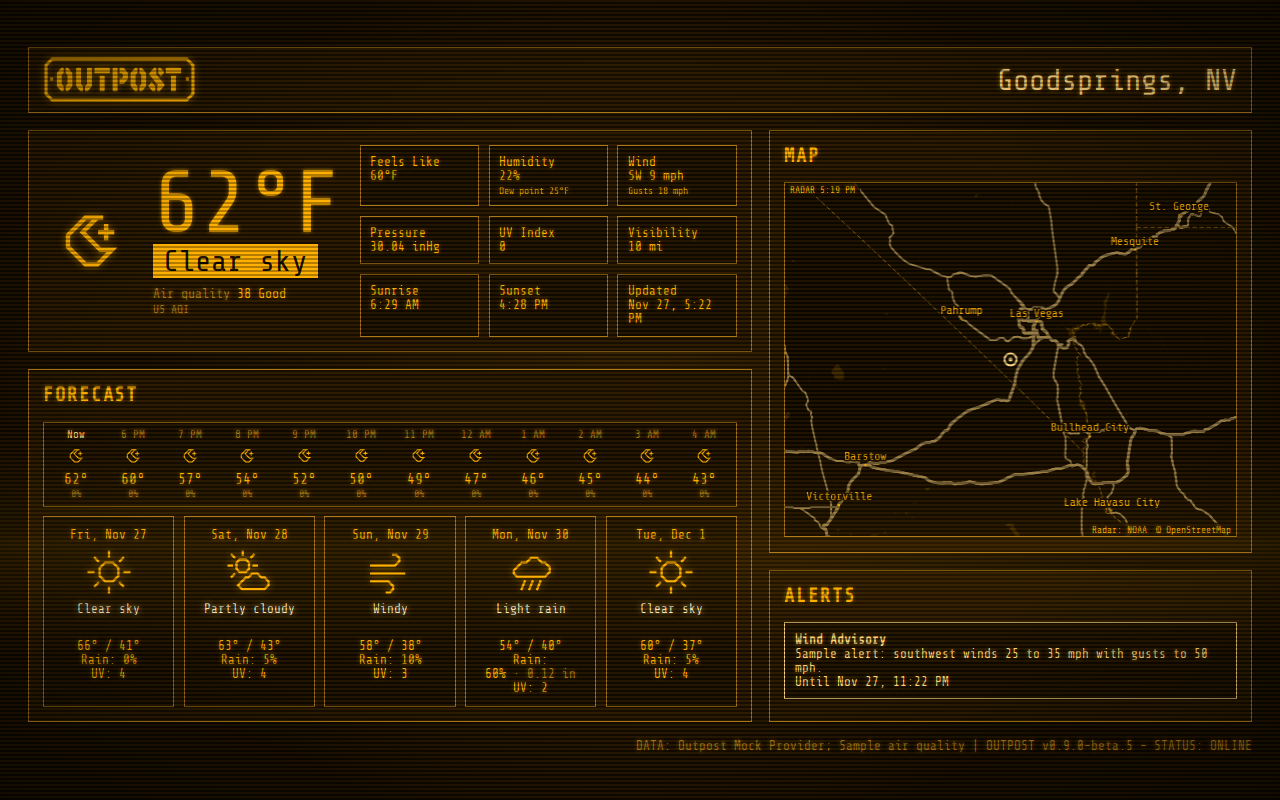 OUTPOST
Goodsprings, NV
62°F
Clear sky
Air quality 38 Good
US AQI
Feels Like
60°F
Humidity
22%
Dew point 25°F
Wind
SW 9 mph
Gusts 18 mph
Pressure
30.04 inHg
UV Index
0
Visibility
10 mi
Sunrise
6:29 AM
Sunset
4:28 PM
Updated
Nov 27, 5:22
PM
FORECAST
Now 6 PM 7 PM 8 PM 9 PM 10 PM 11 PM 12 AM 1 AM 2 AM 3 AM 4 AM
62° 60° 57° 54° 52° 50° 49° 47° 46° 45° 44° 43°
0% 0% 0% 0% 0% 0% 0% 0% 0% 0% 0% 0%
Fri, Nov 27
Clear sky
66° / 41°
Rain: 0%
UV: 4
Sat, Nov 28
Partly cloudy
63° / 43°
Rain: 5%
UV: 4
Sun, Nov 29
Windy
58° / 38°
Rain: 10%
UV: 3
Mon, Nov 30
Light rain
54° / 40°
Rain:
60% · 0.12 in
UV: 2
Tue, Dec 1
Clear sky
60° / 37°
Rain: 5%
UV: 4
MAP
RADAR 5:19 PM
St. George
Mesquite
Pahrump
Las Vegas
Bullhead City
Barstow
Victorville
Lake Havasu City
Radar: NOAA © OpenStreetMap
ALERTS
Wind Advisory
Sample alert: southwest winds 25 to 35 mph with gusts to 50
mph.
Until Nov 27, 11:22 PM
DATA: Outpost Mock Provider; Sample air quality | OUTPOST v0.9.0-beta.5 - STATUS: ONLINE